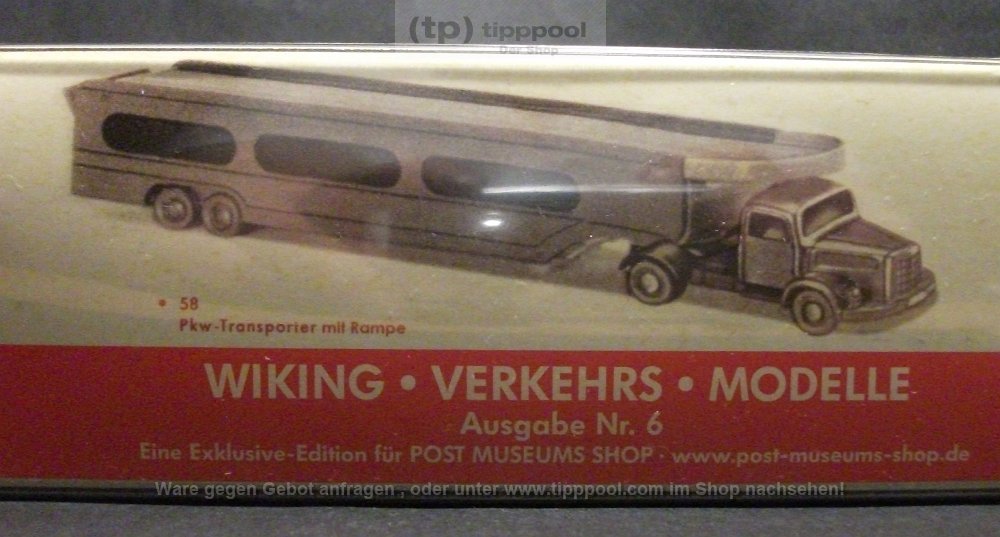 (tp) tipppool
Der Shop
• 58
Pkw-Transporter mit Rampe
WIKING • VERKEHRS • MODELLE
Ausgabe Nr. 6
Eine Exklusive-Edition für POST MUSEUMS SHOP · www.post-museums-shop.de
Ware gegen Gebot anfragen , oder unter www.tipppool.com im Shop nachsehen!